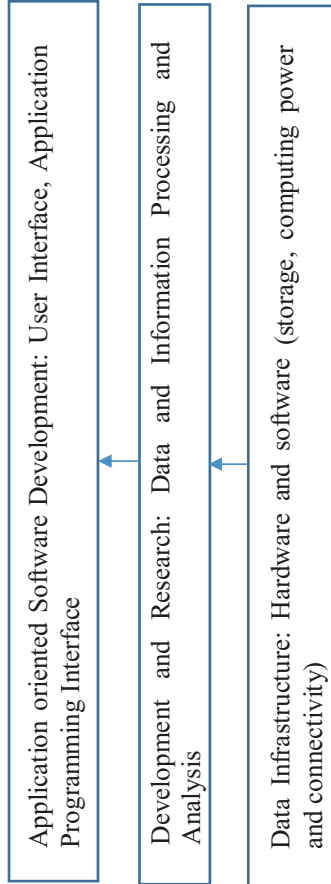 Application oriented Software Development: User Interface, Application
Programming Interface
Development and Research: Data and Information Processing and
Analysis
Data Infrastructure: Hardware and software (storage, computing power
and connectivity)